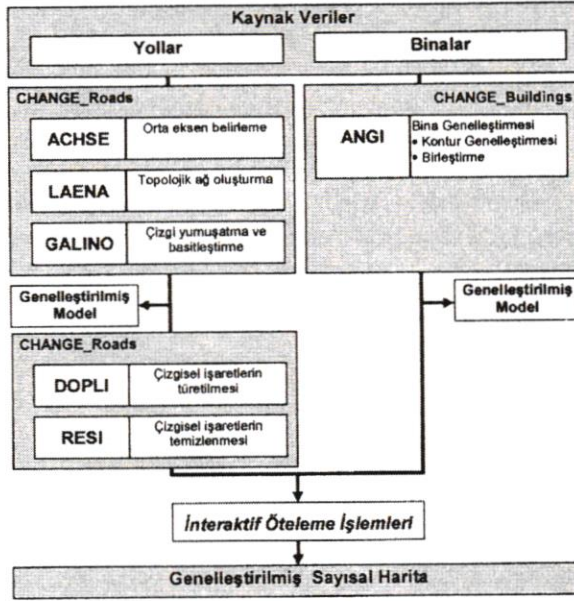 Kaynak Veriler
Yollar
Binalar
CHANGE_Roads
ACHSE
Orta eksen belirleme
LAENA
Topolojik ağ oluşturma
GALINO
Çizgi yumuşatma ve
basitleştirme
CHANGE_Buildings
ANGI
Bina Genelleştirmesi
• Kontur Genelleştirmesi
• Birleştirme
Genelleştirilmiş
Model
Genelleştirilmiş
Model
CHANGE_Roads
DOPLI
Çizgisel işaretlerin
türetilmesi
RESI
Çizgisel işaretlerin
temizlenmesi
İnteraktif Öteleme İşlemleri
Genelleştirilmiş Sayısal Harita